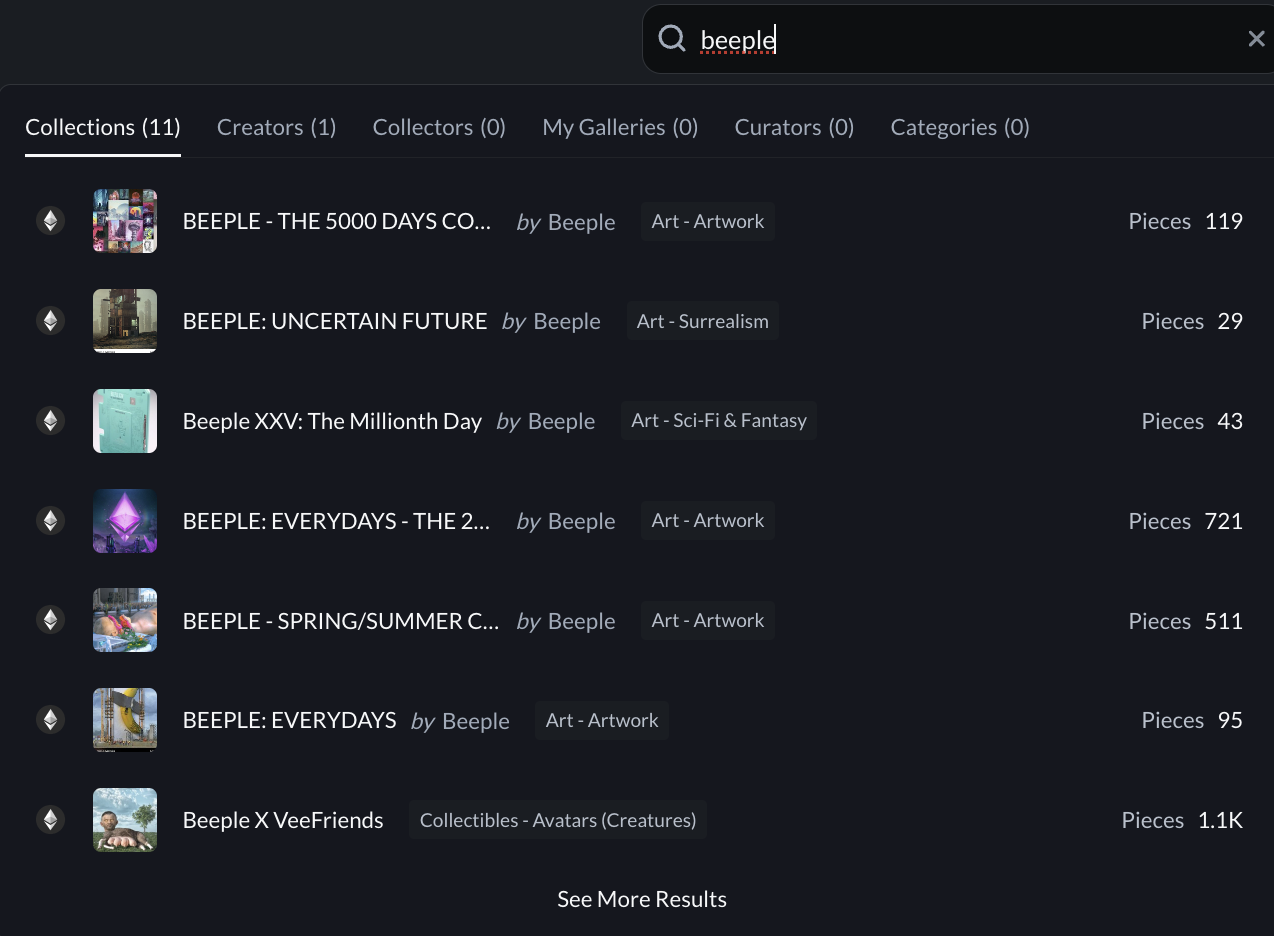 beeple
Collections (11) Creators (1) Collectors (0) My Galleries (0) Curators (0) Categories (0)
BEEPLE - THE 5000 DAYS CO... by Beeple Art - Artwork Pieces 119
BEEPLE: UNCERTAIN FUTURE by Beeple Art - Surrealism Pieces 29
Beeple XXV: The Millionth Day by Beeple Art - Sci-Fi & Fantasy Pieces 43
BEEPLE: EVERYDAYS - THE 2... by Beeple Art - Artwork Pieces 721
BEEPLE - SPRING/SUMMER C... by Beeple Art - Artwork Pieces 511
BEEPLE: EVERYDAYS by Beeple Art - Artwork Pieces 95
Beeple X VeeFriends Collectibles - Avatars (Creatures) Pieces 1.1K
See More Results